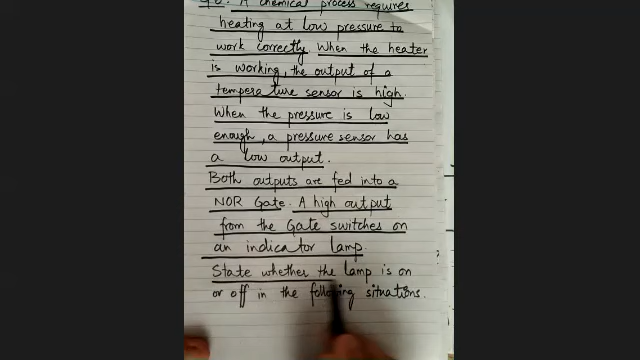 A chemical process requires
heating at low pressure to
work correctly. When the heater
is working, the output of a
temperature sensor is high.
When the pressure is low
enough, a pressure sensor has
a low output.
Both outputs are fed into a
NOR Gate. A high output
from the Gate switches on
an indicator lamp.
State whether the lamp is on
or off in the following situations.